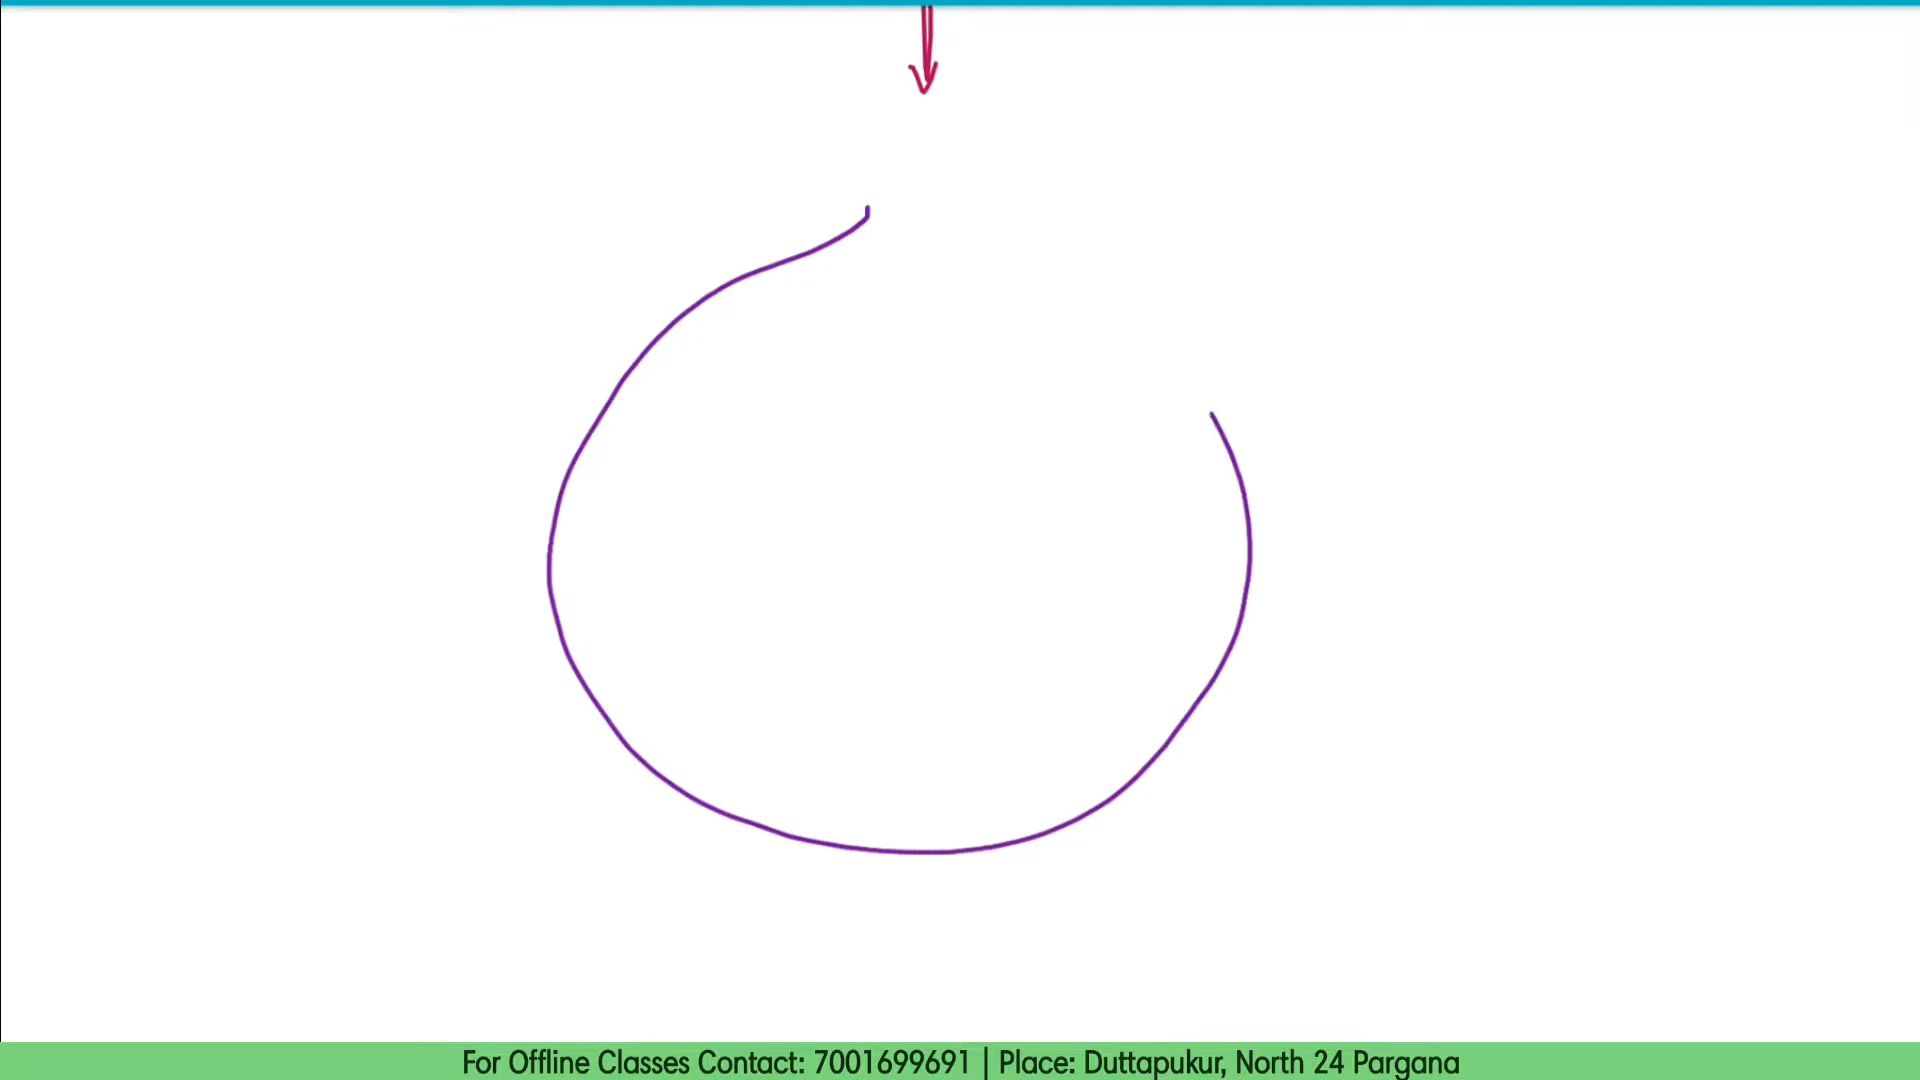 For Offline Classes Contact: 7001699691 | Place: Duttapukur, North 24 Pargana